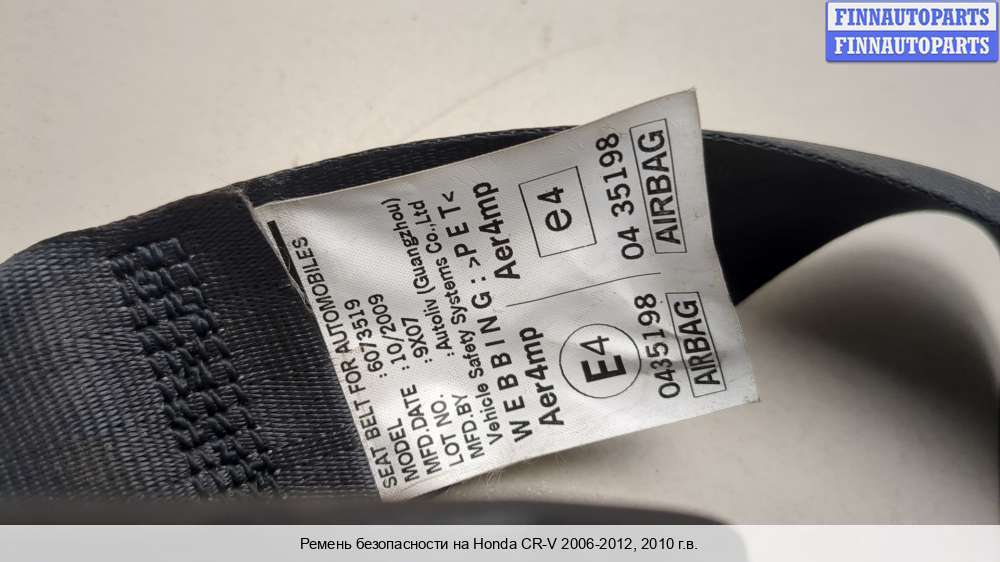 FINNAUTOPARTS
FINNAUTOPARTS
SEAT BELT FOR AUTOMOBILES
MODEL : 6073519
MFD.DATE : 10/2009
LOT NO. : 9X07
MFD.BY : Autoliv (Guangzhou)
Vehicle Safety Systems Co.,Ltd
WEBBING : >PET<
Aer4mp Aer4mp
E4 e4
0435198 04 35198
AIRBAG AIRBAG
Ремень безопасности на Honda CR-V 2006-2012, 2010 г.в.